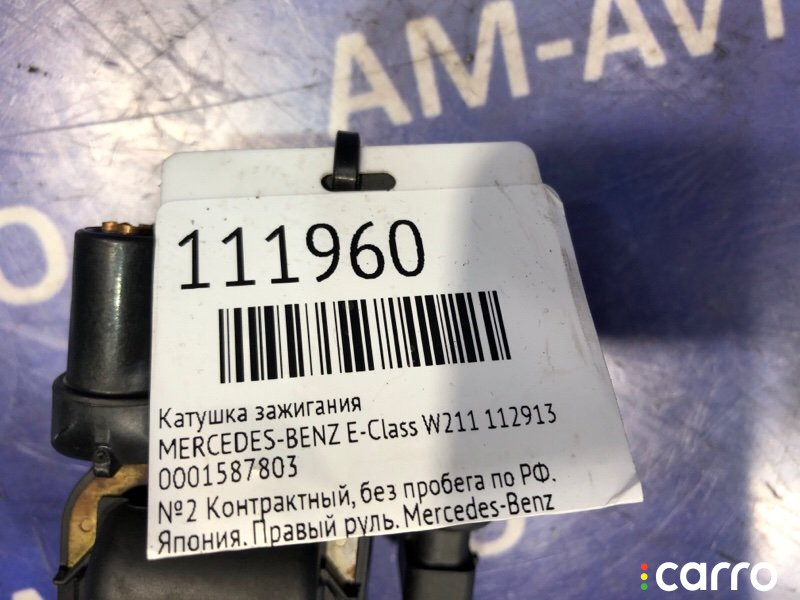 AM-AVT
111960
Катушка зажигания
MERCEDES-BENZ E-Class W211 112913
0001587803
№2 Контрактный, без пробега по РФ.
Япония. Правый руль. Mercedes-Benz
carro